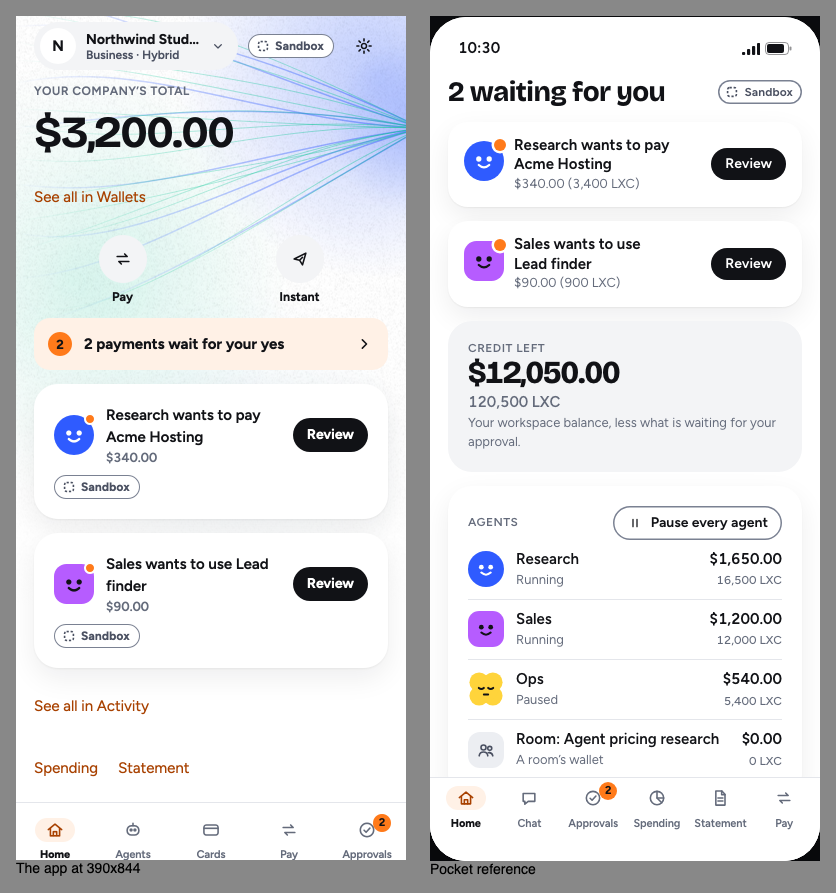 N
Northwind Stud...
Business · Hybrid
Sandbox
YOUR COMPANY'S TOTAL
$3,200.00
See all in Wallets
Pay
Instant
2
2 payments wait for your yes
Research wants to pay
Acme Hosting
$340.00
Review
Sandbox
Sales wants to use Lead
finder
$90.00
Review
Sandbox
See all in Activity
Spending
Statement
Home
Agents
Cards
Pay
2
Approvals
The app at 390x844
10:30
2 waiting for you
Sandbox
Research wants to pay
Acme Hosting
$340.00 (3,400 LXC)
Review
Sales wants to use
Lead finder
$90.00 (900 LXC)
Review
CREDIT LEFT
$12,050.00
120,500 LXC
Your workspace balance, less what is waiting for your
approval.
AGENTS
Pause every agent
Research
$1,650.00
Running
16,500 LXC
Sales
$1,200.00
Running
12,000 LXC
Ops
$540.00
Paused
5,400 LXC
Room: Agent pricing research
$0.00
A room's wallet
0 LXC
Home
Chat
2
Approvals
Spending
Statement
Pay
Pocket reference